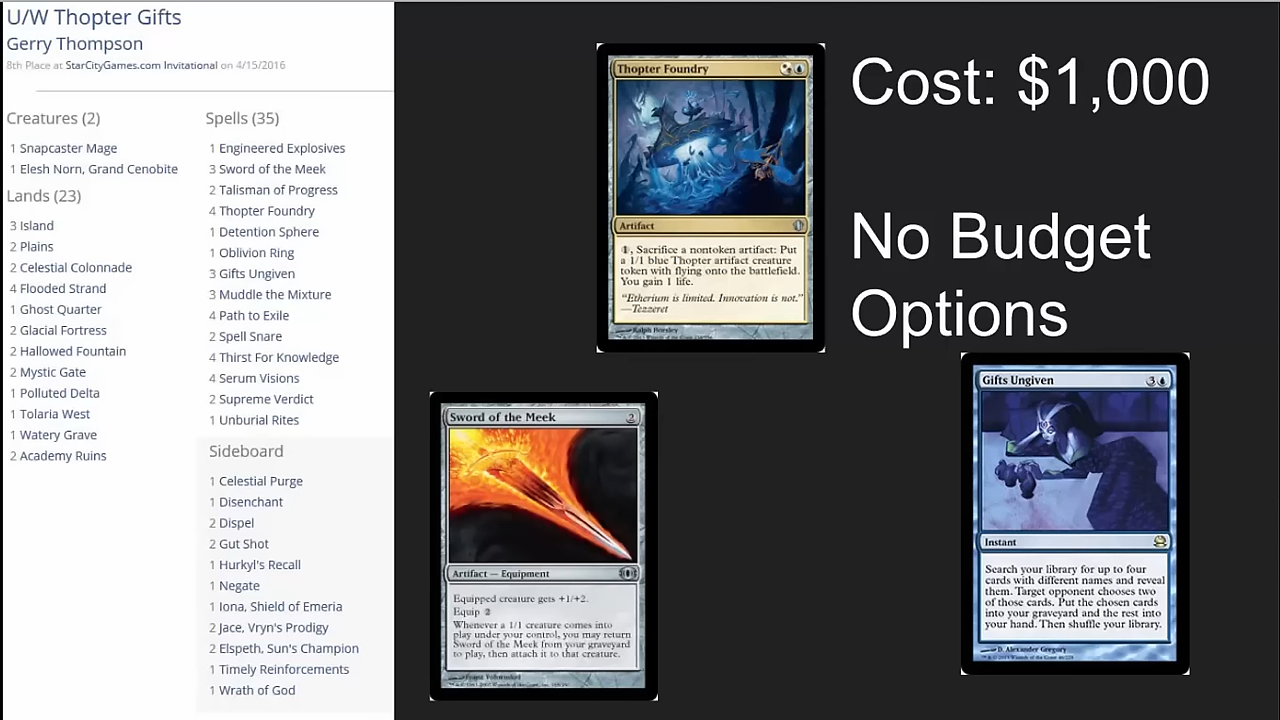 U/W Thopter Gifts
Gerry Thompson
8th Place at StarCityGames.com Invitational on 4/15/2016
Creatures (2)
1 Snapcaster Mage
1 Elesh Norn, Grand Cenobite
Lands (23)
3 Island
2 Plains
2 Celestial Colonnade
4 Flooded Strand
1 Ghost Quarter
2 Glacial Fortress
2 Hallowed Fountain
2 Mystic Gate
1 Polluted Delta
1 Tolaria West
1 Watery Grave
2 Academy Ruins
Spells (35)
1 Engineered Explosives
3 Sword of the Meek
2 Talisman of Progress
4 Thopter Foundry
1 Detention Sphere
1 Oblivion Ring
3 Gifts Ungiven
3 Muddle the Mixture
4 Path to Exile
2 Spell Snare
4 Thirst For Knowledge
4 Serum Visions
2 Supreme Verdict
1 Unburial Rites
Sideboard
1 Celestial Purge
1 Disenchant
2 Dispel
2 Gut Shot
1 Hurkyl's Recall
1 Negate
1 Iona, Shield of Emeria
2 Jace, Vryn's Prodigy
2 Elspeth, Sun's Champion
1 Timely Reinforcements
1 Wrath of God
Thopter Foundry
Artifact
1, Sacrifice a nontoken artifact: Put
a 1/1 blue Thopter artifact creature
token with flying onto the battlefield.
You gain 1 life.
"Etherium is limited. Innovation is not."
—Tezzeret
Ralph Horsley
Cost: $1,000
No Budget
Options
Sword of the Meek 2
Artifact — Equipment
Equipped creature gets +1/+2.
Equip 2
Whenever a 1/1 creature comes into
play under your control, you may return
Sword of the Meek from your graveyard
to play, then attach it to that creature.
Gifts Ungiven 3
Instant
Search your library for up to four
cards with different names and reveal
them. Target opponent chooses two
of those cards. Put the chosen cards
into your graveyard and the rest into
your hand. Then shuffle your library.
D. Alexander Gregory